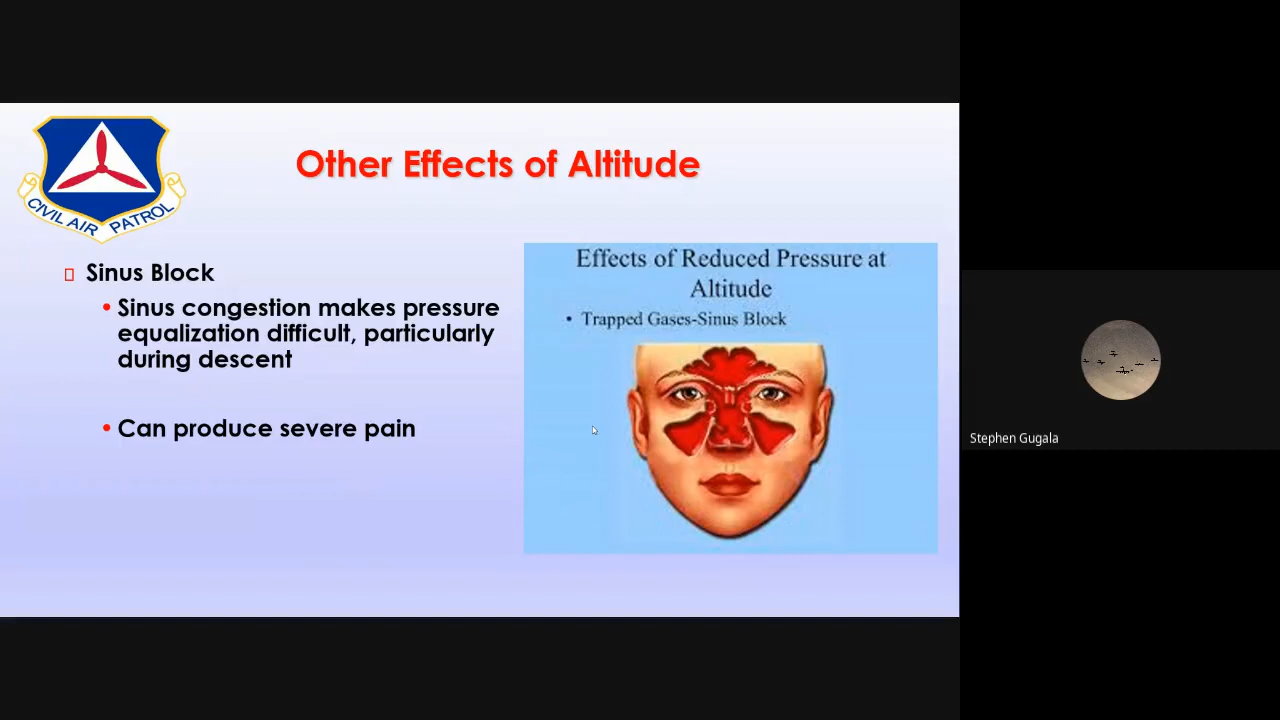 CIVIL AIR PATROL
Other Effects of Altitude
Sinus Block
• Sinus congestion makes pressure
equalization difficult, particularly
during descent
• Can produce severe pain
Effects of Reduced Pressure at
Altitude
• Trapped Gases-Sinus Block
Stephen Gugala